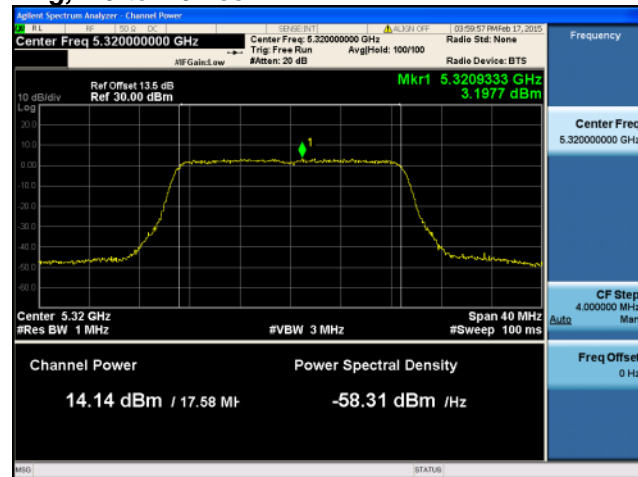 Agilent Spectrum Analyzer - Channel Power
RL RF 50 Ω DC SENSE:INT ALIGN OFF 03:59:57 PM Feb 17, 2015
Center Freq 5.320000000 GHz
Center Freq: 5.320000000 GHz
Radio Std: None
Trig: Free Run Avg|Hold: 100/100
#IFGain:Low #Atten: 20 dB Radio Device: BTS
Frequency
Ref Offset 13.5 dB
10 dB/div Ref 30.00 dBm
Log
Mkr1 5.3209333 GHz
3.1977 dBm
20.0
10.0
0.00
-10.0
-20.0
-30.0
-40.0
-50.0
-60.0
1
Center Freq
5.320000000 GHz
Center 5.32 GHz Span 40 MHz
#Res BW 1 MHz #VBW 3 MHz #Sweep 100 ms
CF Step
4.000000 MHz
Auto Man
Channel Power Power Spectral Density
14.14 dBm / 17.58 MH -58.31 dBm /Hz
Freq Offset
0 Hz
MSG STATUS